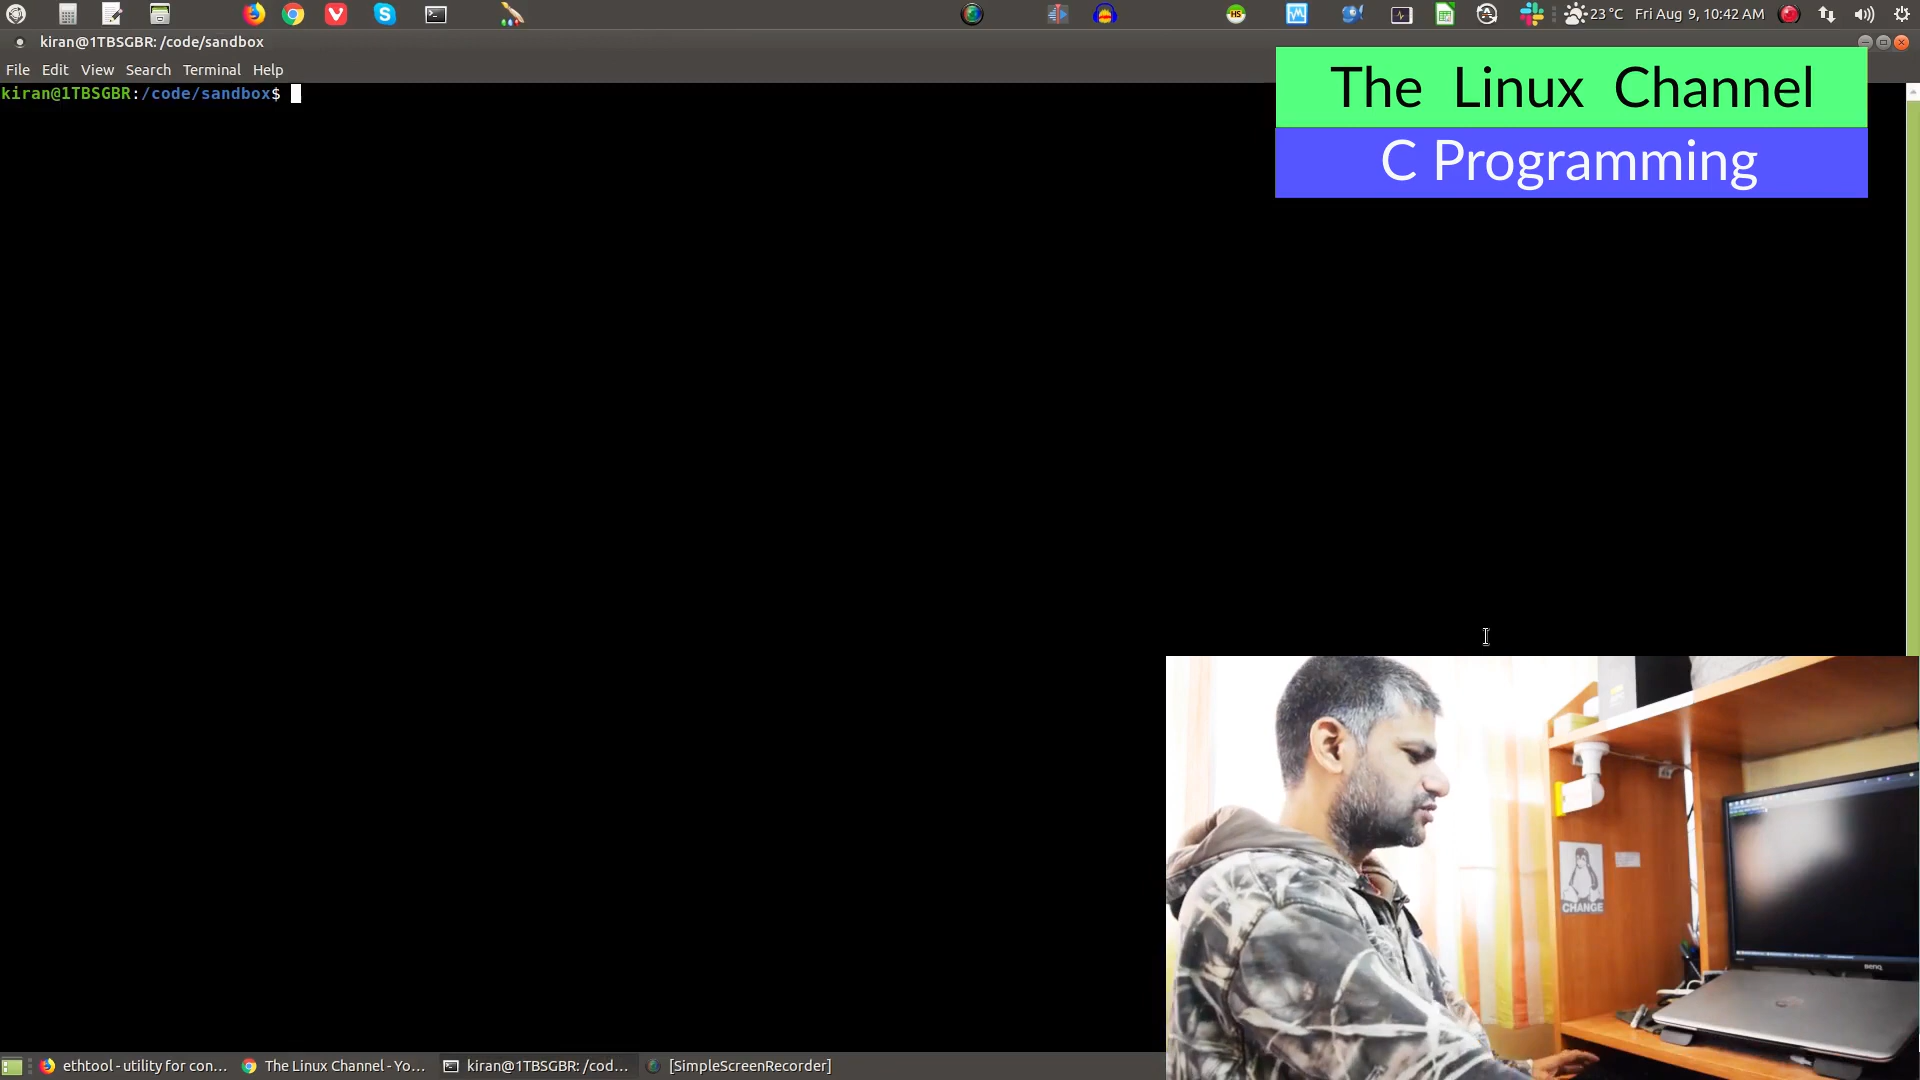 23 °C Fri Aug 9, 10:42 AM
kiran@1TBSGBR: /code/sandbox
File Edit View Search Terminal Help
kiran@1TBSGBR:/code/sandbox$
The Linux Channel
C Programming
HS
CHANGE
BenQ
ethtool - utility for con...
The Linux Channel - Yo...
kiran@1TBSGBR: /cod...
[SimpleScreenRecorder]